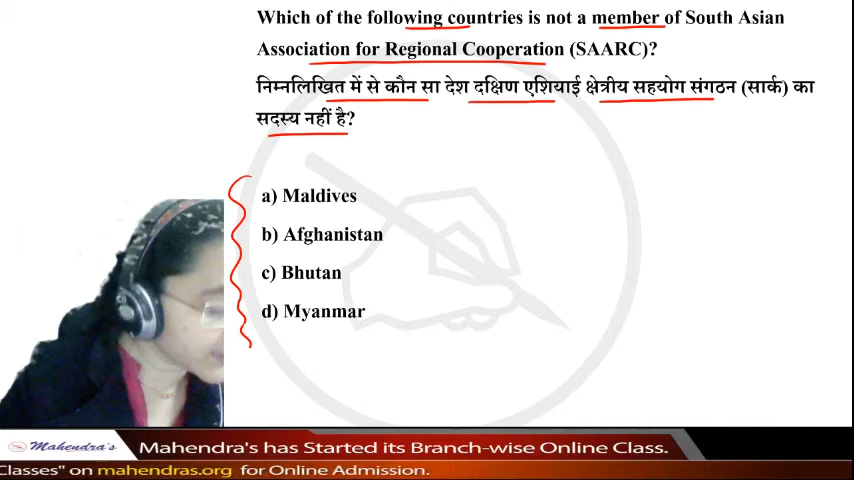 Which of the following countries is not a member of South Asian
Association for Regional Cooperation (SAARC)?
निम्नलिखित में से कौन सा देश दक्षिण एशियाई क्षेत्रीय सहयोग संगठन (सार्क) का
सदस्य नहीं है?
a) Maldives
b) Afghanistan
c) Bhutan
d) Myanmar
Mahendra's
Mahendra's has Started its Branch-wise Online Class.
Classes" on mahendras.org for Online Admission.